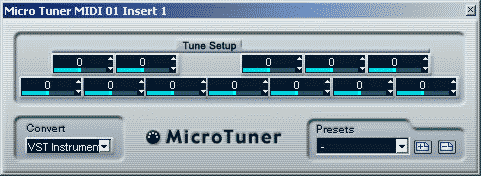 Micro Tuner MIDI 01 Insert 1
Tune Setup
0 0 0 0 0
0 0 0 0 0 0 0
Convert
VST Instrumen
MicroTuner
Presets
-